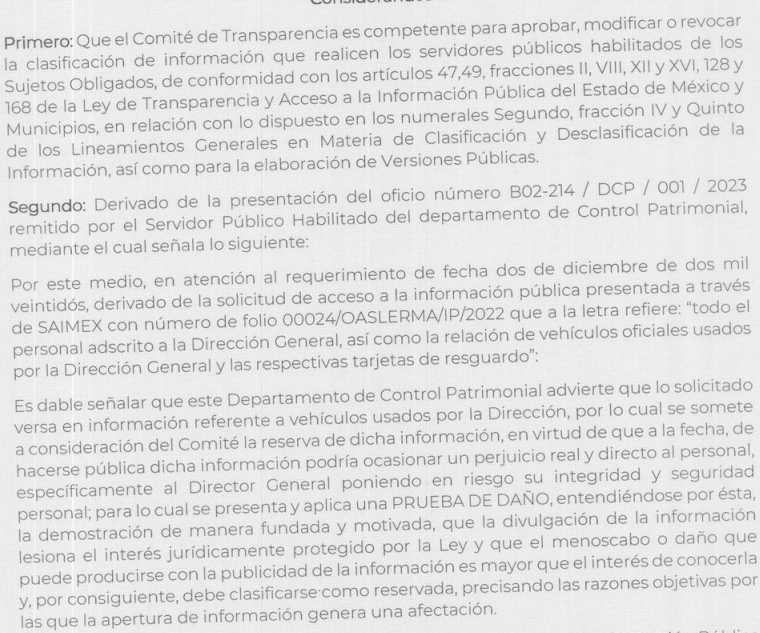 Primero: Que el Comité de Transparencia es competente para aprobar, modificar o revocar
la clasificación de información que realicen los servidores públicos habilitados de los
Sujetos Obligados, de conformidad con los artículos 47,49, fracciones II, VIII, XII y XVI, 128 y
168 de la Ley de Transparencia y Acceso a la Información Pública del Estado de México y
Municipios, en relación con lo dispuesto en los numerales Segundo, fracción IV y Quinto
de los Lineamientos Generales en Materia de Clasificación y Desclasificación de la
Información, así como para la elaboración de Versiones Públicas.
Segundo: Derivado de la presentación del oficio número B02-214 / DCP / 001 / 2023
remitido por el Servidor Público Habilitado del departamento de Control Patrimonial,
mediante el cual señala lo siguiente:
Por este medio, en atención al requerimiento de fecha dos de diciembre de dos mil
veintidós, derivado de la solicitud de acceso a la información pública presentada a través
de SAIMEX con número de folio 00024/OASLERMA/IP/2022 que a la letra refiere: “todo el
personal adscrito a la Dirección General, así como la relación de vehículos oficiales usados
por la Dirección General y las respectivas tarjetas de resguardo”:
Es dable señalar que este Departamento de Control Patrimonial advierte que lo solicitado
versa en información referente a vehículos usados por la Dirección, por lo cual se somete
a consideración del Comité la reserva de dicha información, en virtud de que a la fecha, de
hacerse pública dicha información podría ocasionar un perjuicio real y directo al personal,
específicamente al Director General poniendo en riesgo su integridad y seguridad
personal; para lo cual se presenta y aplica una PRUEBA DE DAÑO, entendiéndose por ésta,
la demostración de manera fundada y motivada, que la divulgación de la información
lesiona el interés jurídicamente protegido por la Ley y que el menoscabo o daño que
puede producirse con la publicidad de la información es mayor que el interés de conocerla
y, por consiguiente, debe clasificarse como reservada, precisando las razones objetivas por
las que la apertura de información genera una afectación.